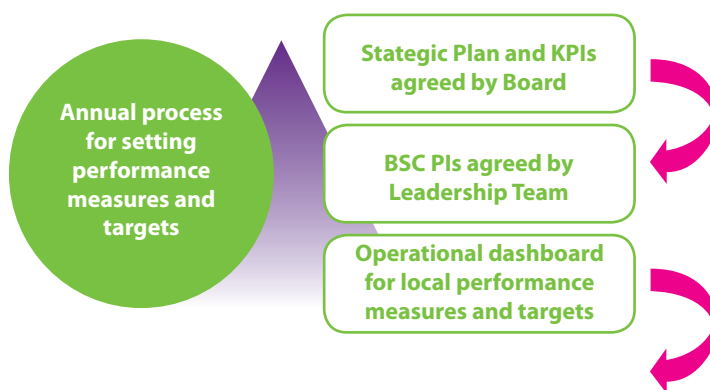 Annual process
for setting
performance
measures and
targets
Stategic Plan and KPIs
agreed by Board
BSC PIs agreed by
Leadership Team
Operational dashboard
for local performance
measures and targets